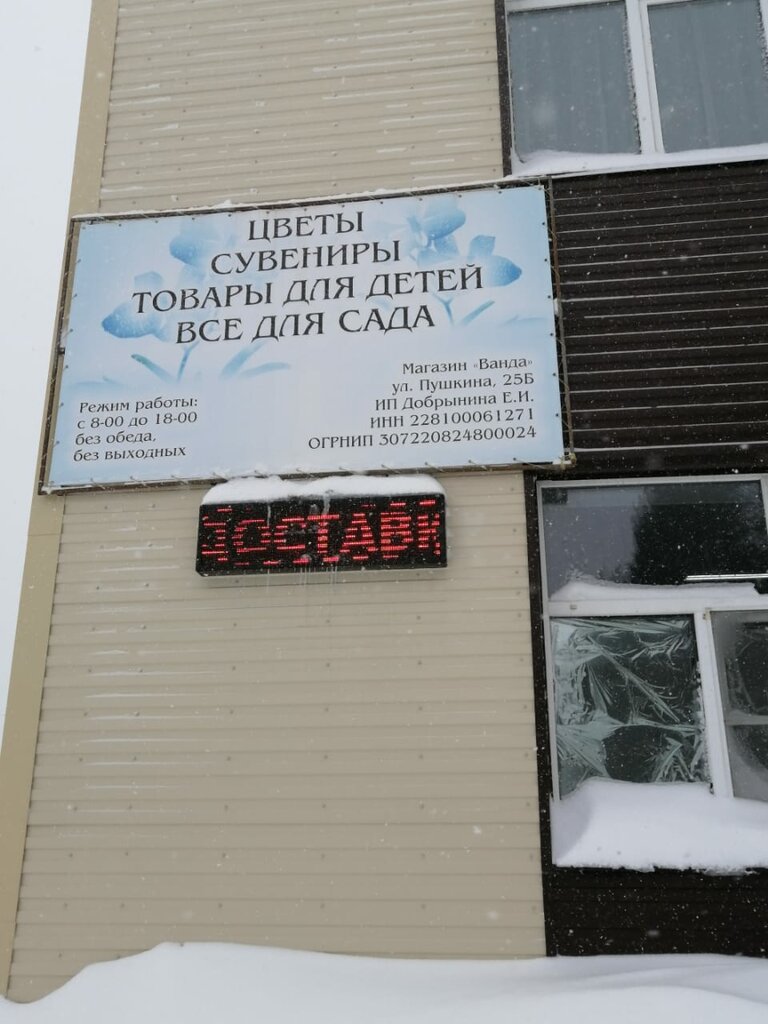 ЦВЕТЫ
СУВЕНИРЫ
ТОВАРЫ ДЛЯ ДЕТЕЙ
ВСЕ ДЛЯ САДА
Режим работы:
с 8-00 до 18-00
без обеда,
без выходных
Магазин «Ванда»
ул. Пушкина, 25Б
ИП Добрынина Е.И.
ИНН 228100061271
ОГРНИП 307220824800024